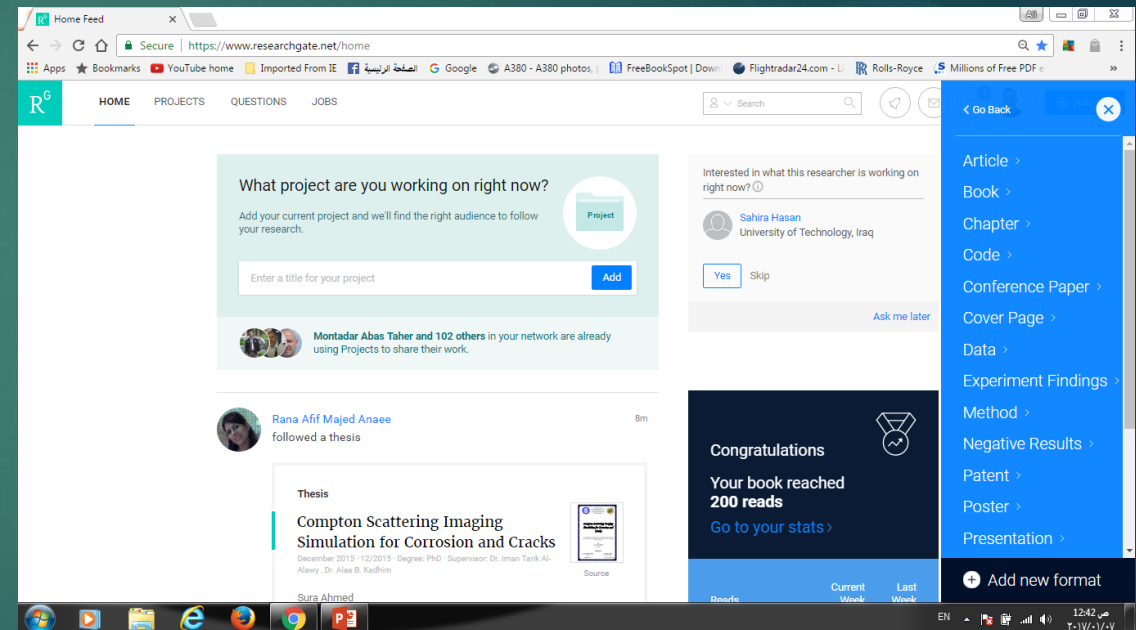 Home Feed
Ali
Secure | https://www.researchgate.net/home
Apps Bookmarks YouTube home Imported From IE الصفحة الرئيسية Google A380 - A380 photos, FreeBookSpot | Down Flightradar24.com - Li Rolls-Royce Millions of Free PDF e »
RG
HOME PROJECTS QUESTIONS JOBS
Search
Go Back
What project are you working on right now?
Add your current project and we'll find the right audience to follow
your research.
Project
Enter a title for your project
Add
Montadar Abas Taher and 102 others in your network are already
using Projects to share their work.
Interested in what this researcher is working on
right now?
Sahira Hasan
University of Technology, Iraq
Yes Skip
Ask me later
Rana Afif Majed Anaee
followed a thesis
8m
Thesis
Compton Scattering Imaging
Simulation for Corrosion and Cracks
December 2015 · 12/2015 · Degree: PhD · Supervisor: Dr. Iman Tarik Al-
Alawy , Dr. Alaa B. Kadhim
Source
Sura Ahmed
Congratulations
Your book reached
200 reads
Go to your stats
Reads
Current
Week
Last
Week
Article
Book
Chapter
Code
Conference Paper
Cover Page
Data
Experiment Findings
Method
Negative Results
Patent
Poster
Presentation
Add new format
EN
12:42 ص
٢٠١٧/٠١/٠٧